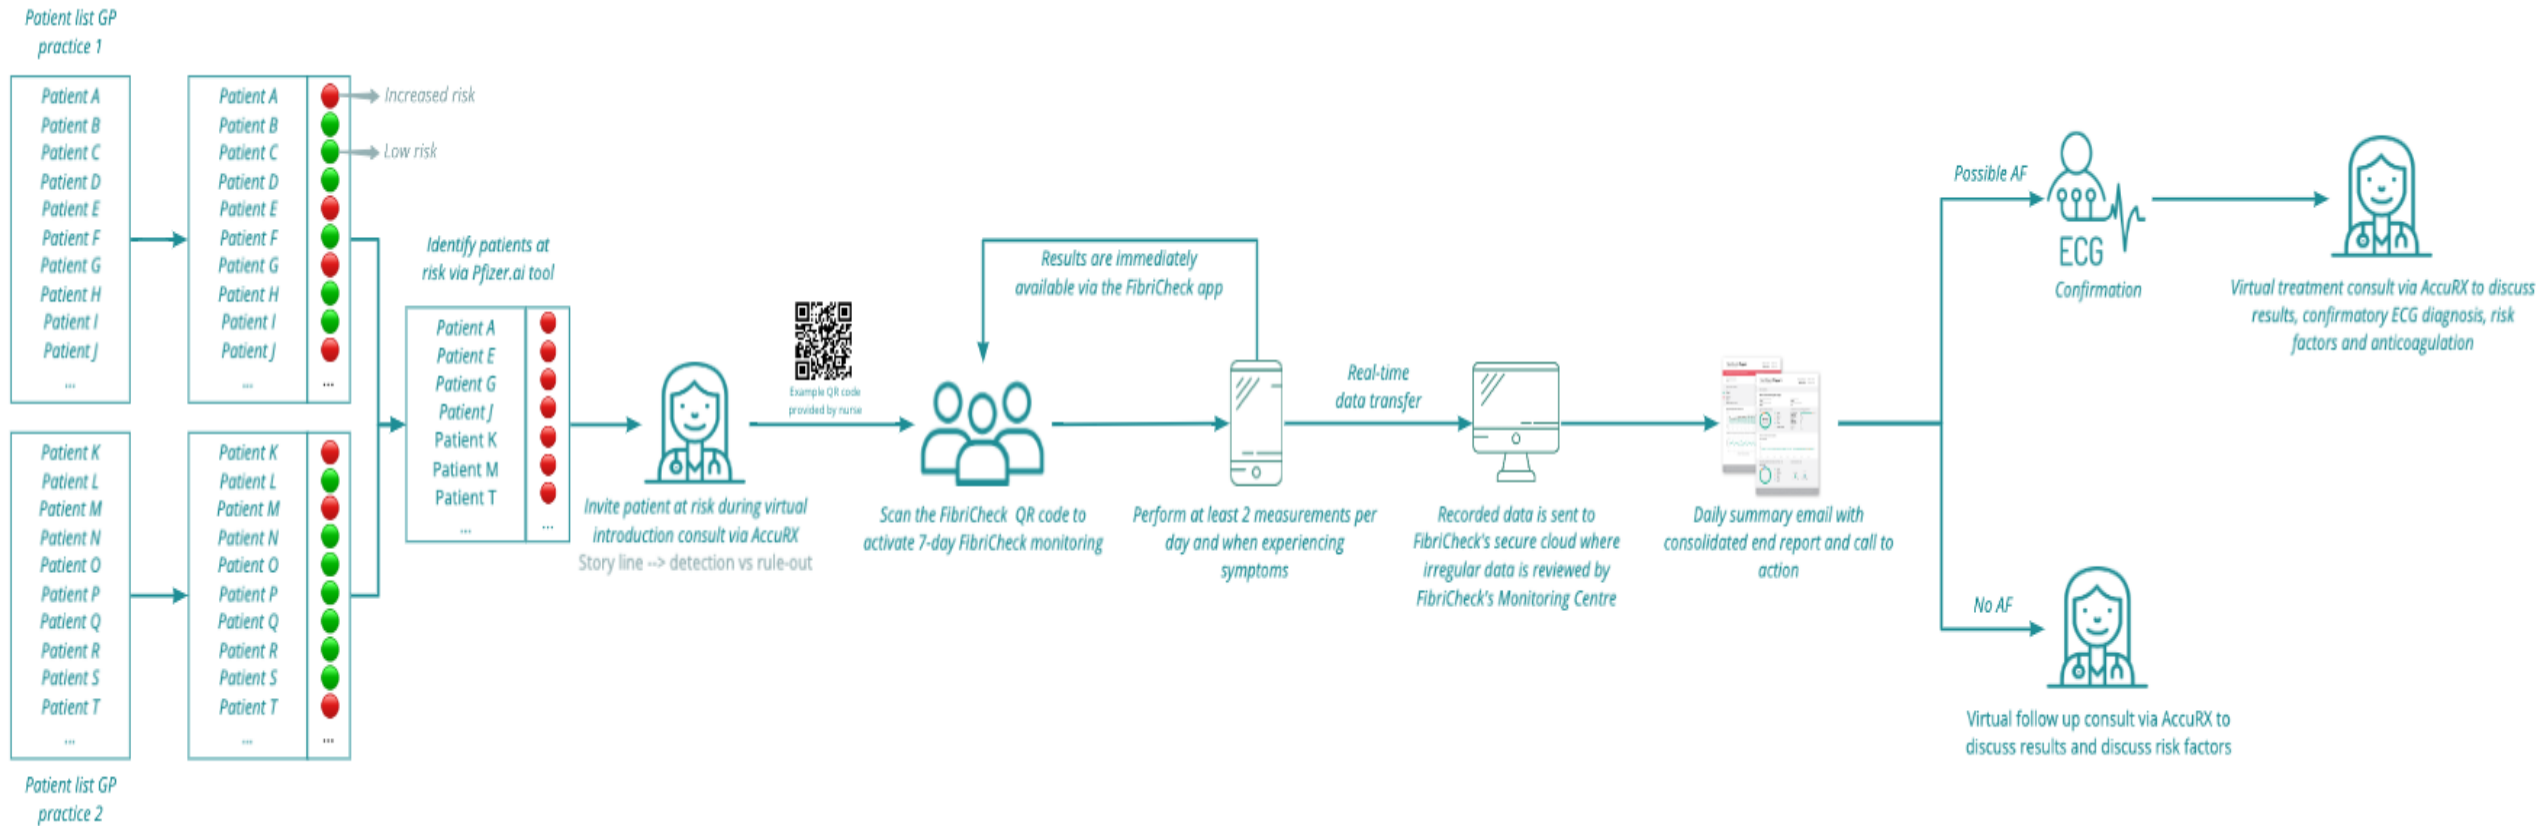 Patient list GP
practice 1
Patient A
Patient B
Patient C
Patient D
Patient E
Patient F
Patient G
Patient H
Patient I
Patient J
...
Patient A
Patient B
Patient C
Patient D
Patient E
Patient F
Patient G
Patient H
Patient I
Patient J
...
...
Increased risk
Low risk
Patient K
Patient L
Patient M
Patient N
Patient O
Patient P
Patient Q
Patient R
Patient S
Patient T
...
Patient list GP
practice 2
Patient K
Patient L
Patient M
Patient N
Patient O
Patient P
Patient Q
Patient R
Patient S
Patient T
...
...
Identify patients at
risk via Pfizer.ai tool
Patient A
Patient E
Patient G
Patient J
Patient K
Patient M
Patient T
...
...
Invite patient at risk during virtual
introduction consult via AccuRX
Story line --> detection vs rule-out
Example QR code
provided by nurse
Scan the FibriCheck QR code to
activate 7-day FibriCheck monitoring
Results are immediately
available via the FibriCheck app
Perform at least 2 measurements per
day and when experiencing
symptoms
Real-time
data transfer
Recorded data is sent to
FibriCheck's secure cloud where
irregular data is reviewed by
FibriCheck's Monitoring Centre
Daily summary email with
consolidated end report and call to
action
Possible AF
ECG
Confirmation
Virtual treatment consult via AccuRX to discuss
results, confirmatory ECG diagnosis, risk
factors and anticoagulation
No AF
Virtual follow up consult via AccuRX to
discuss results and discuss risk factors